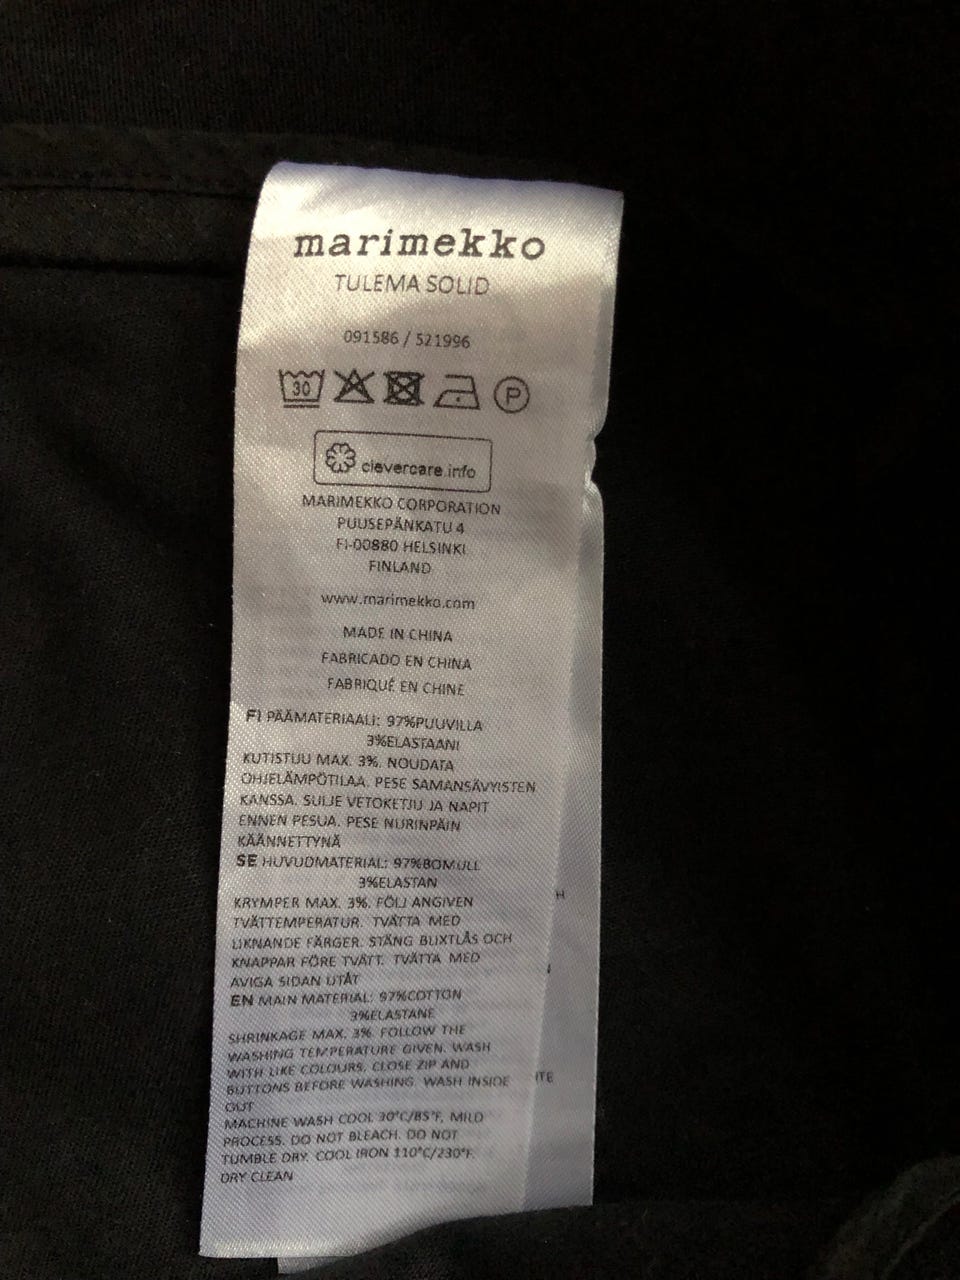 marimekko
TULEMA SOLID
091586 / 521996
30 P
clevercare.info
MARIMEKKO CORPORATION
PUUSEPÄNKATU 4
FI-00880 HELSINKI
FINLAND
www.marimekko.com
MADE IN CHINA
FABRICADO EN CHINA
FABRIQUÉ EN CHINE
FI PÄÄMATERIAALI: 97%PUUVILLA
3%ELASTAANI
KUTISTUU MAX. 3%. NOUDATA
OHJELÄMPÖTILAA. PESE SAMANSÄVYISTEN
KANSSA. SULJE VETOKETJU JA NAPIT
ENNEN PESUA. PESE NURINPÄIN
KÄÄNNETTYNÄ
SE HUVUDMATERIAL: 97%BOMULL
3%ELASTAN
KRYMPER MAX. 3%. FÖLJ ANGIVEN
TVÄTTEMPERATUR. TVÄTTA MED
LIKNANDE FÄRGER. STÄNG BLIXTLÅS OCH
KNAPPAR FÖRE TVÄTT. TVÄTTA MED
AVIGA SIDAN UTÅT
EN MAIN MATERIAL: 97%COTTON
3%ELASTANE
SHRINKAGE MAX. 3%. FOLLOW THE
WASHING TEMPERATURE GIVEN. WASH
WITH LIKE COLOURS. CLOSE ZIP AND
BUTTONS BEFORE WASHING. WASH INSIDE
OUT
MACHINE WASH COOL 30°C/85°F, MILD
PROCESS. DO NOT BLEACH. DO NOT
TUMBLE DRY. COOL IRON 110°C/230°F.
DRY CLEAN